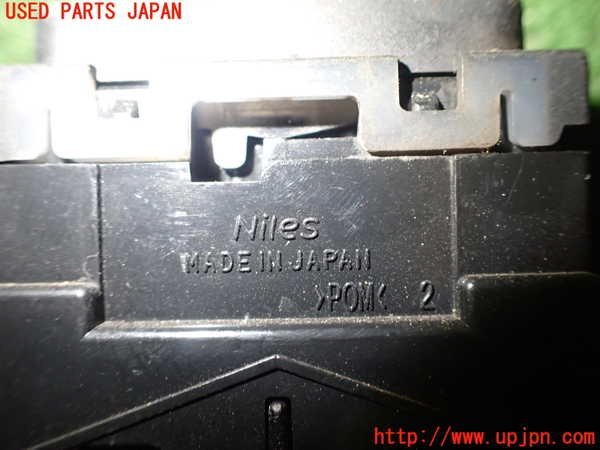 USED PARTS JAPAN
Niles
MADE IN JAPAN
>POM< 2
http://www.upjpn.com/